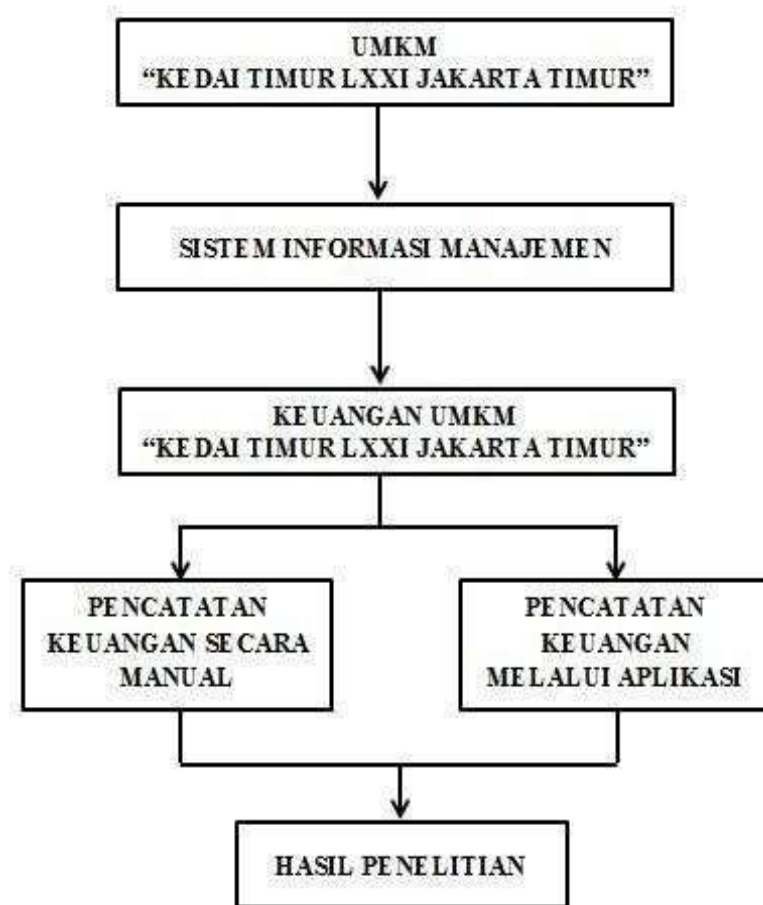 UMKM
“KEDAI TIMUR LXXI JAKARTA TIMUR”
SISTEM INFORMASI MANAJEMEN
KEUANGAN UMKM
“KEDAI TIMUR LXXI JAKARTA TIMUR”
PENCATATAN
KEUANGAN SECARA
MANUAL
PENCATATAN
KEUANGAN
MELALUI APLIKASI
HASIL PENELITIAN